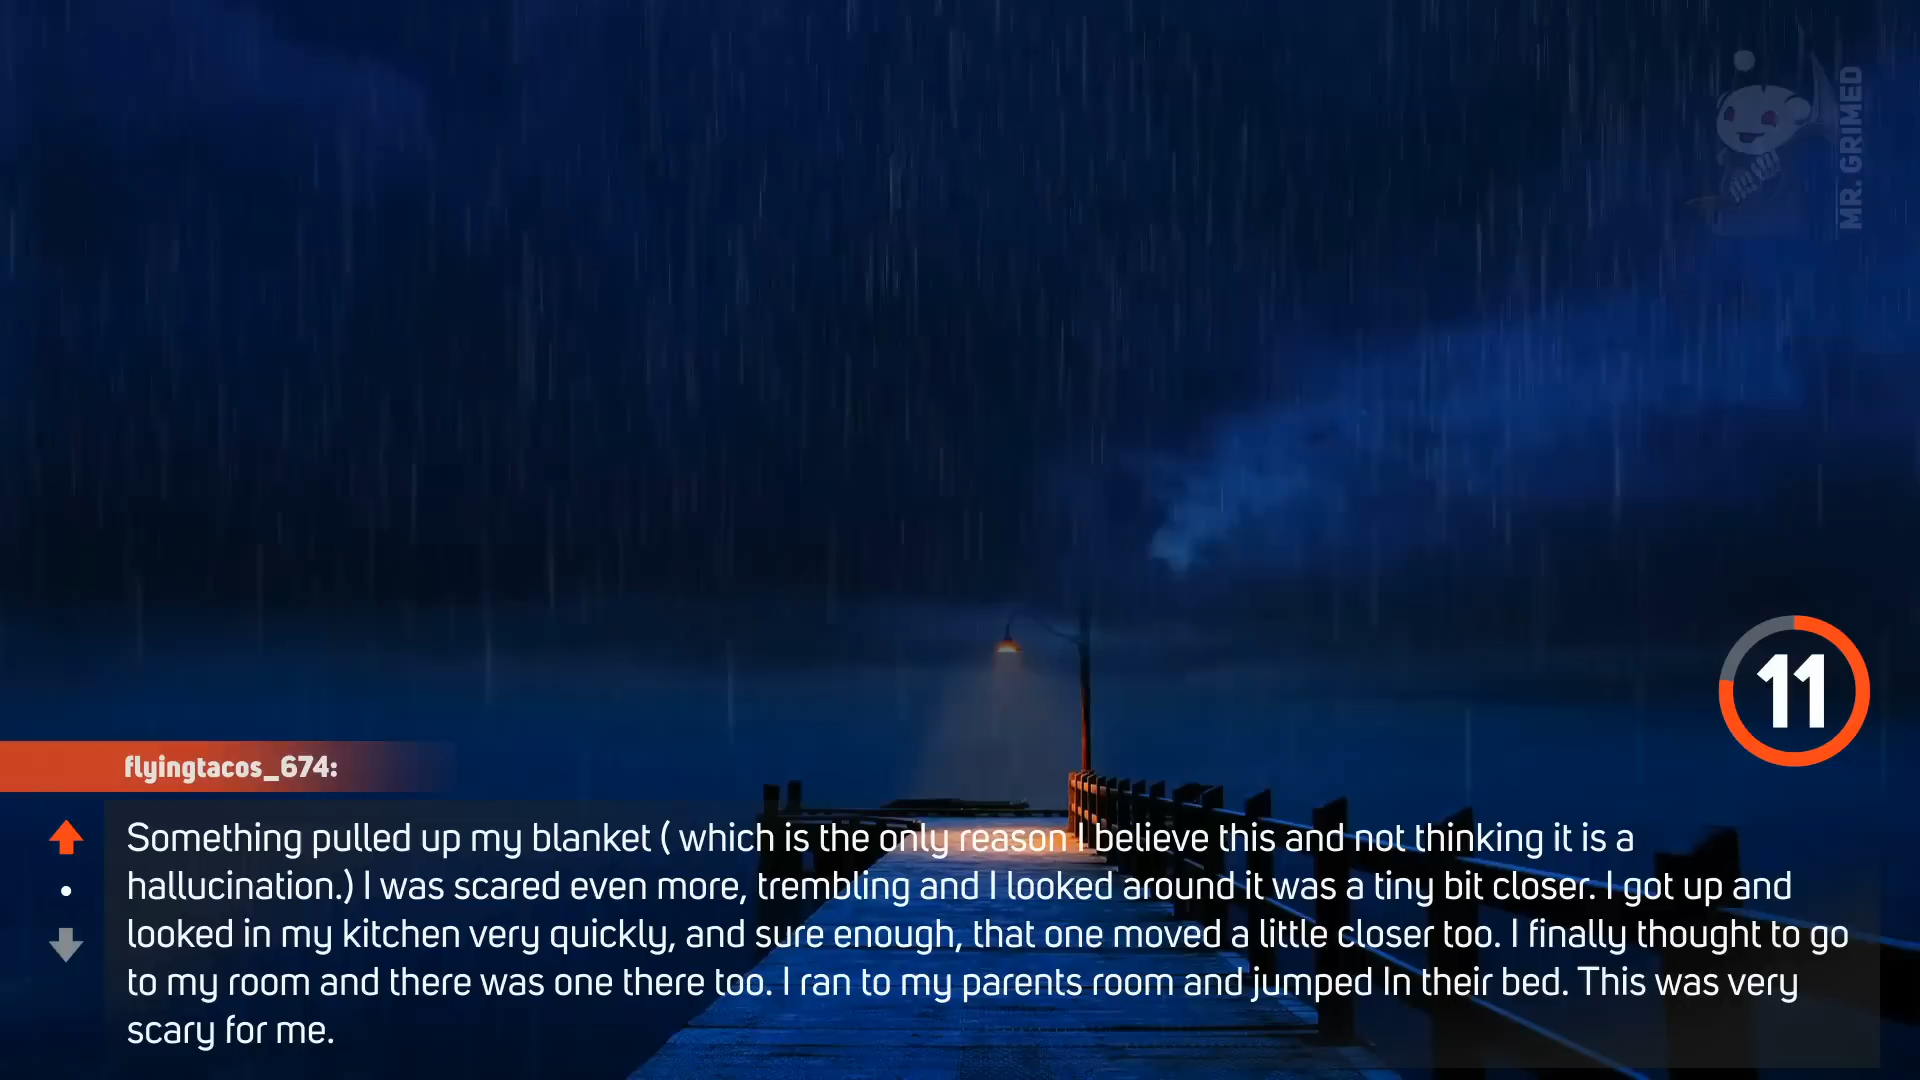 MR. GRIMED
11
flyingtacos_674:
Something pulled up my blanket ( which is the only reason I believe this and not thinking it is a
hallucination.) I was scared even more, trembling and I looked around it was a tiny bit closer. I got up and
looked in my kitchen very quickly, and sure enough, that one moved a little closer too. I finally thought to go
to my room and there was one there too. I ran to my parents room and jumped In their bed. This was very
scary for me.